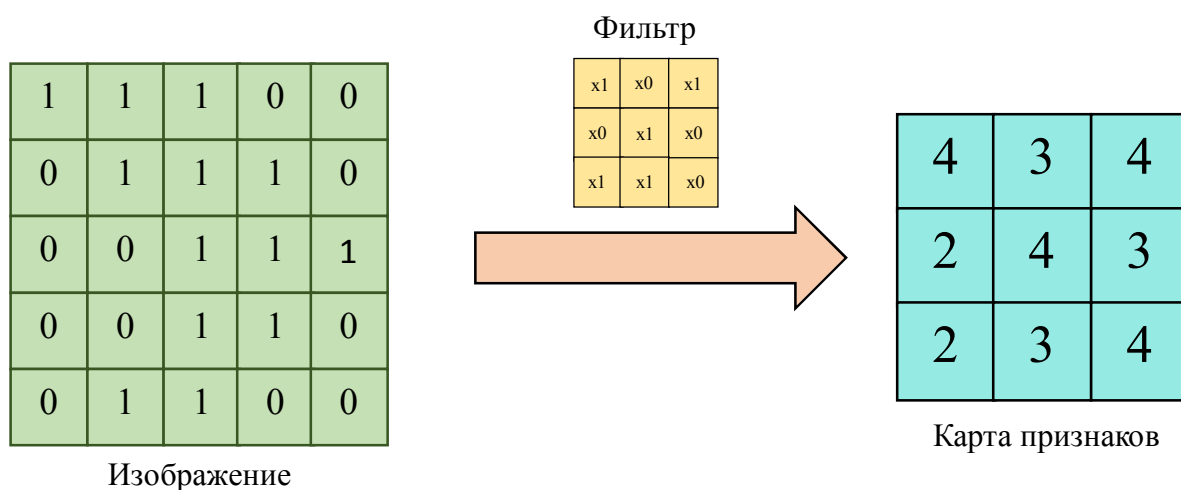 Фильтр
x1 x0 x1
x0 x1 x0
x1 x1 x0
1 1 1 0 0
0 1 1 1 0
0 0 1 1 1
0 0 1 1 0
0 1 1 0 0
Изображение
4 3 4
2 4 3
2 3 4
Карта признаков